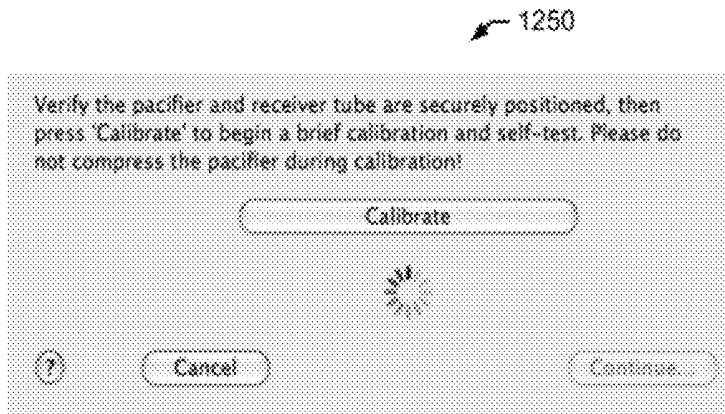 1250
Verify the pacifier and receiver tube are securely positioned, then
press 'Calibrate' to begin a brief calibration and self-test. Please do
not compress the pacifier during calibration!
Calibrate
? Cancel Continue...